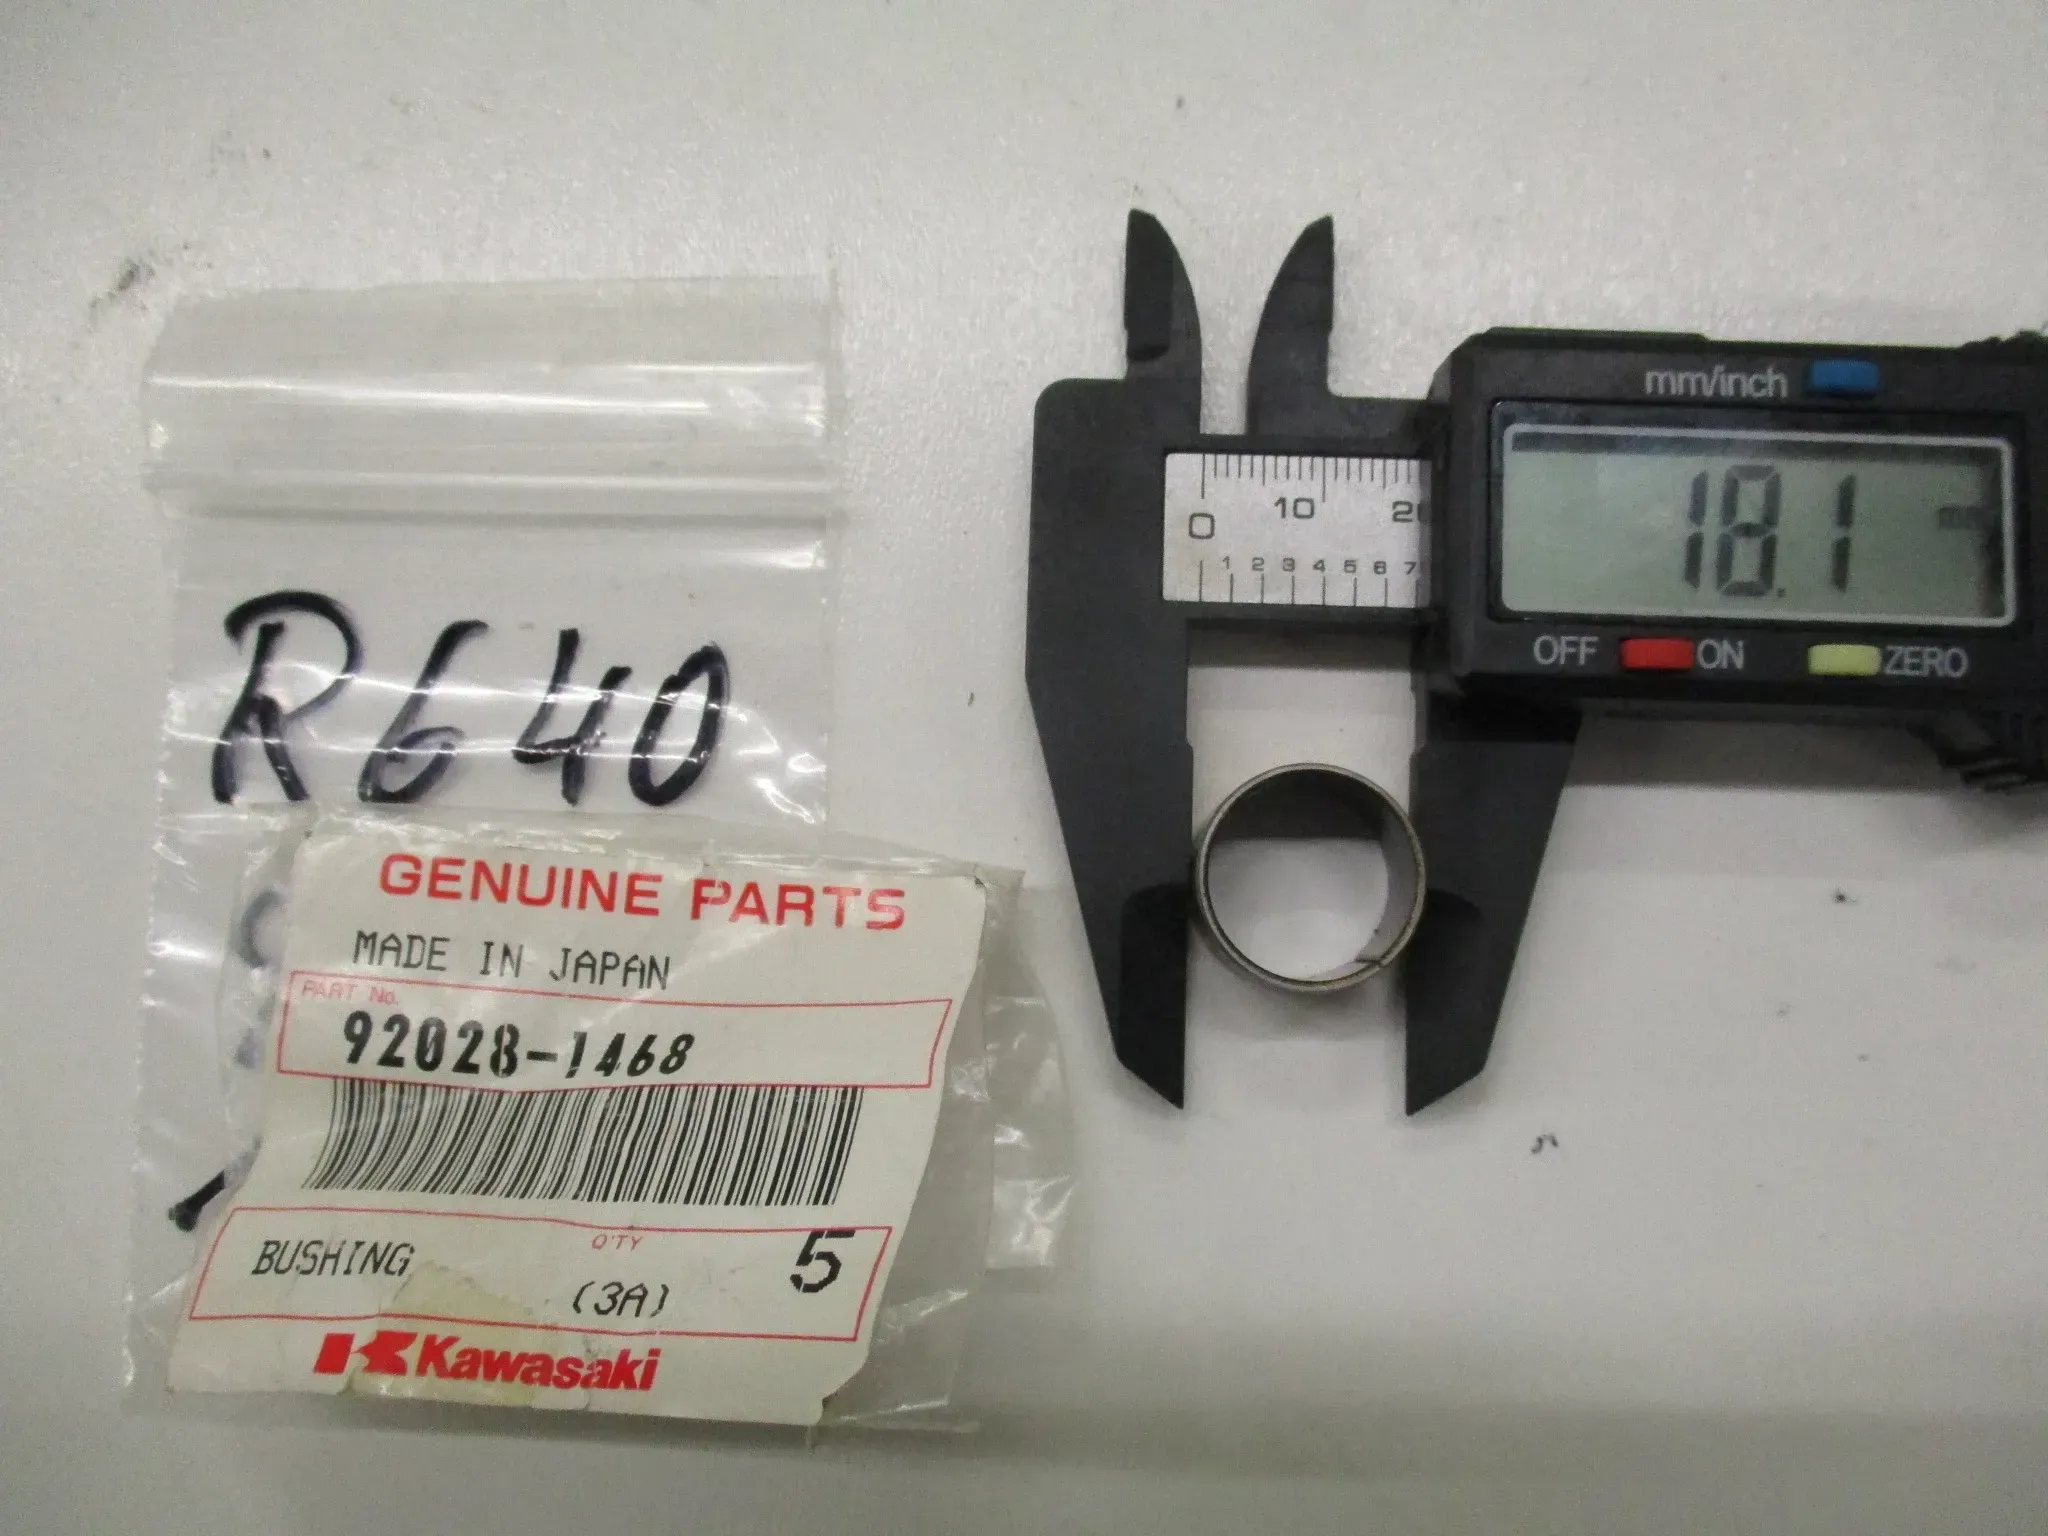 R640
GENUINE PARTS
MADE IN JAPAN
PART No.
92028-1468
BUSHING
Q'TY
(3A)
5
Kawasaki
mm/inch
18.1
OFF ON ZERO
0 10
1 2 3 4 5 6 7